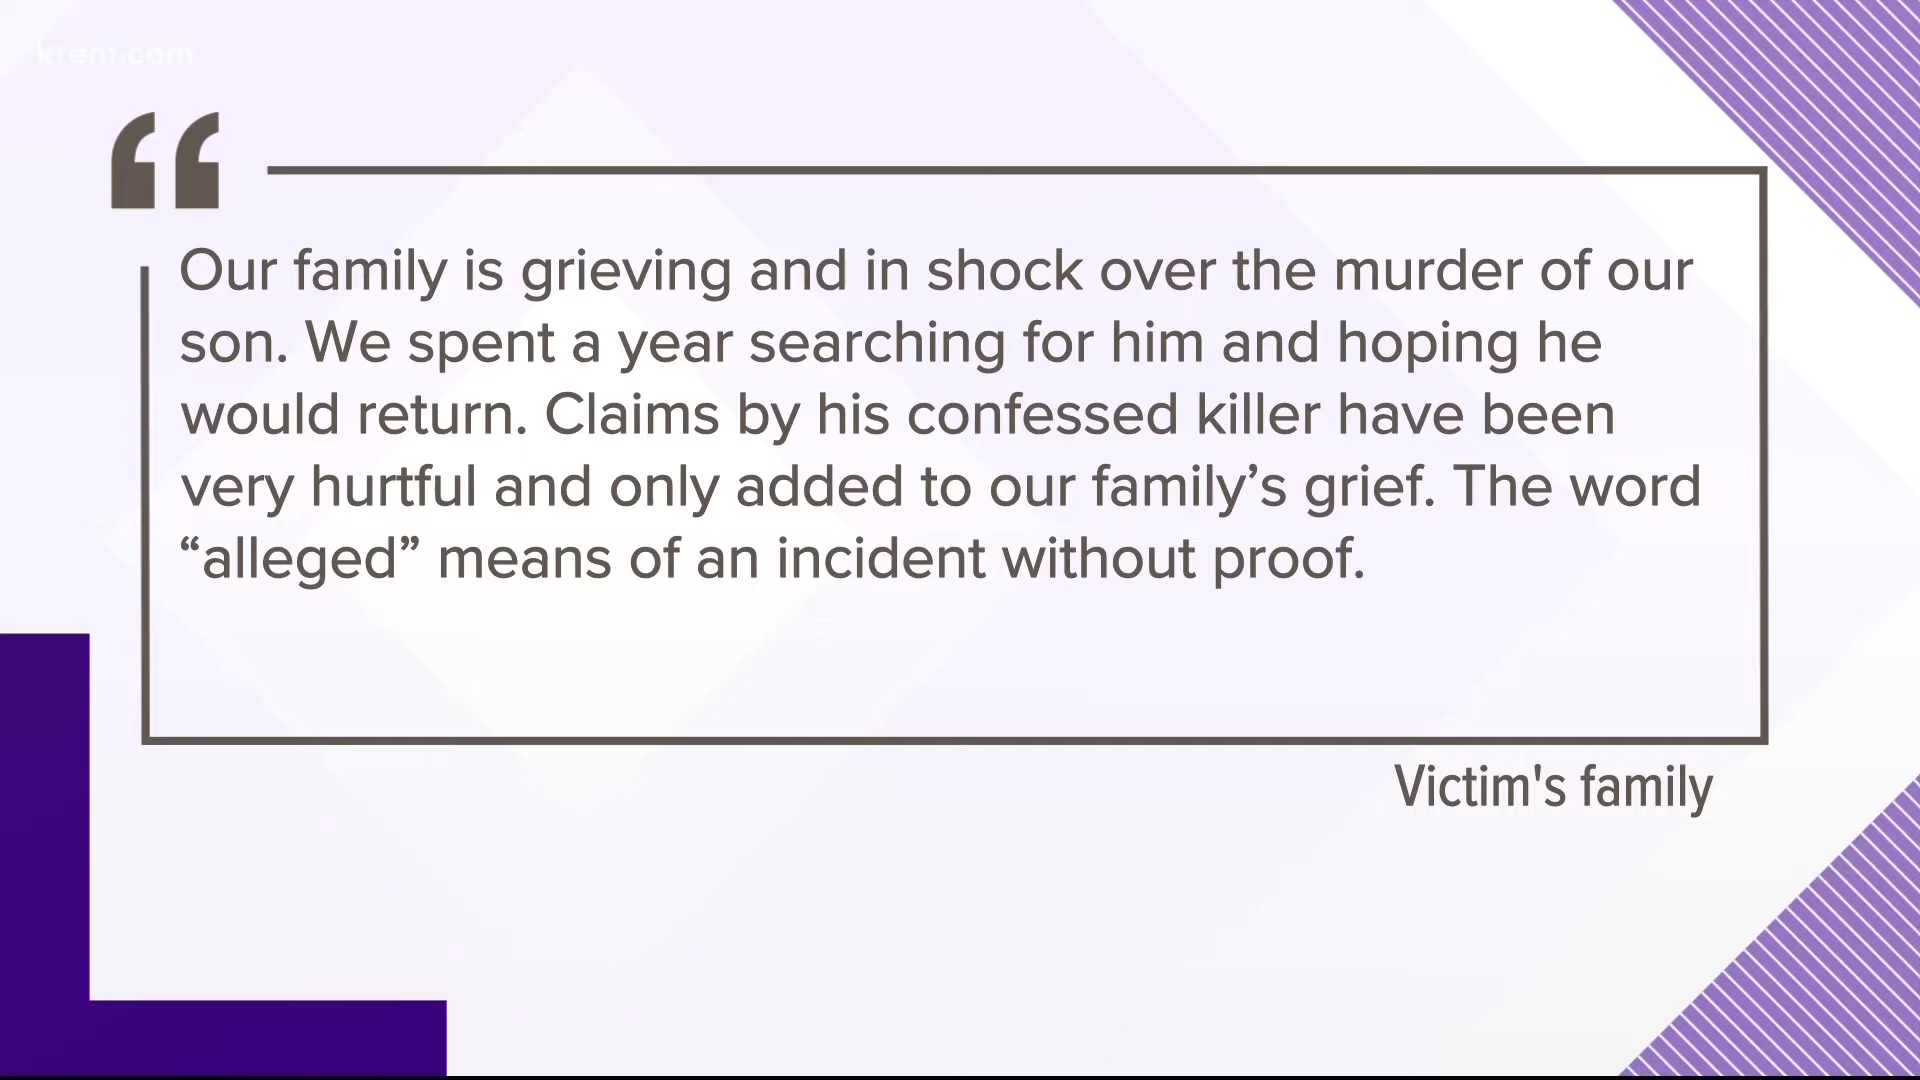 krem.com
“
Our family is grieving and in shock over the murder of our
son. We spent a year searching for him and hoping he
would return. Claims by his confessed killer have been
very hurtful and only added to our family’s grief. The word
“alleged” means of an incident without proof.
Victim's family